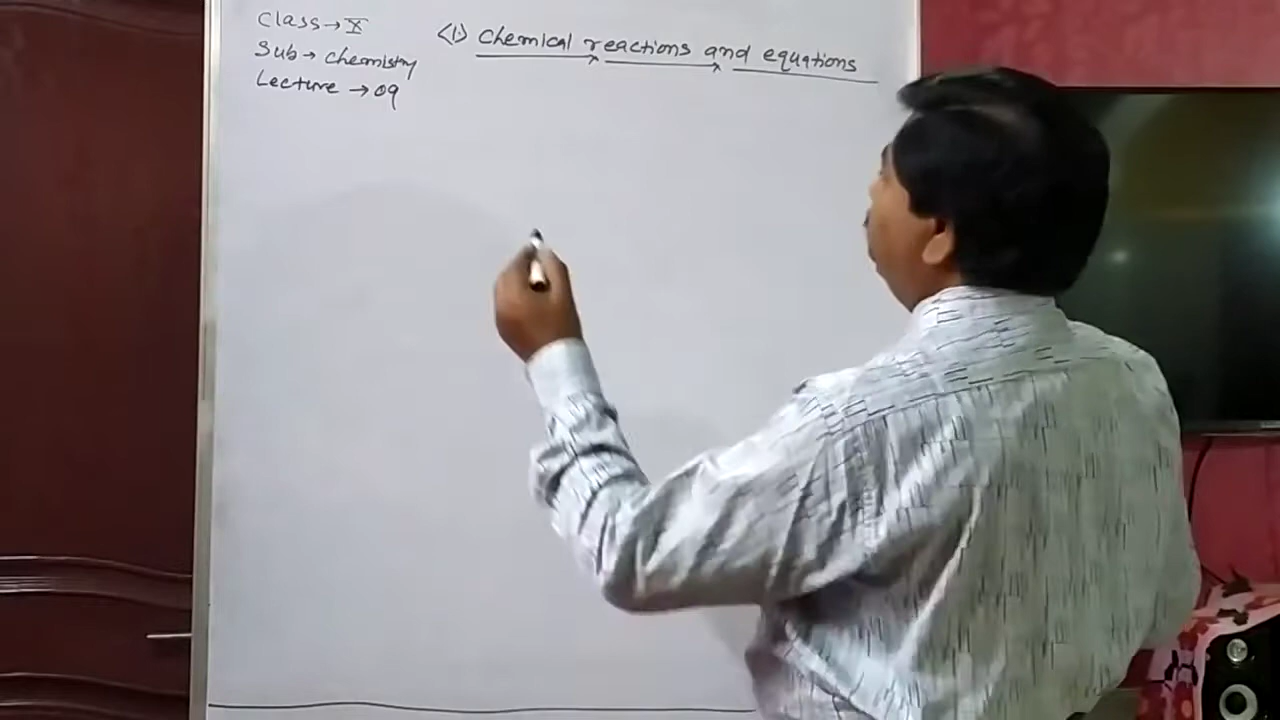 Class → X
Sub → chemistry
Lecture → 09
<1> chemical reactions and equations